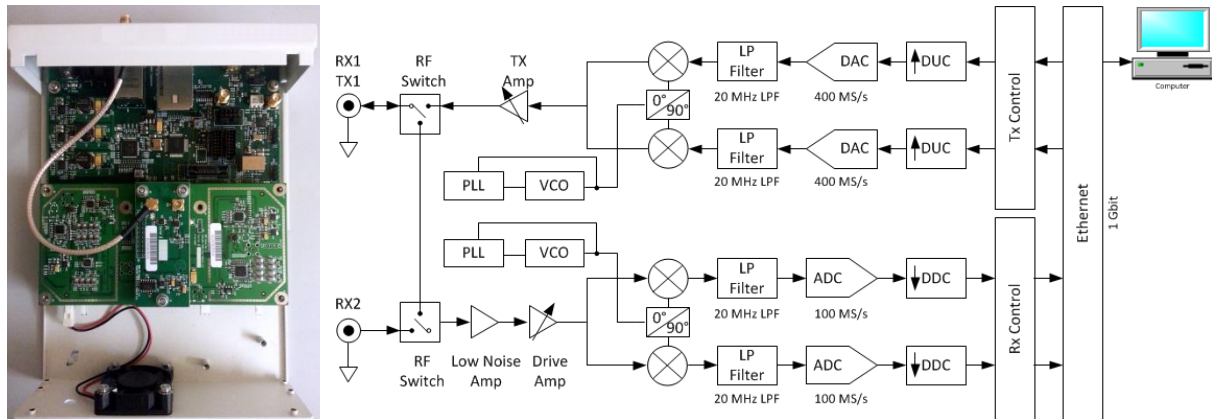 RX1
TX1
RF
Switch
TX
Amp
LP
Filter
20 MHz LPF
DAC
400 MS/s
DUC
0°
90°
LP
Filter
20 MHz LPF
DAC
400 MS/s
DUC
Tx Control
Ethernet
1 Gbit
Computer
PLL
VCO
PLL
VCO
RX2
RF
Switch
Low Noise
Amp
Drive
Amp
LP
Filter
20 MHz LPF
ADC
100 MS/s
DDC
0°
90°
LP
Filter
20 MHz LPF
ADC
100 MS/s
DDC
Rx Control